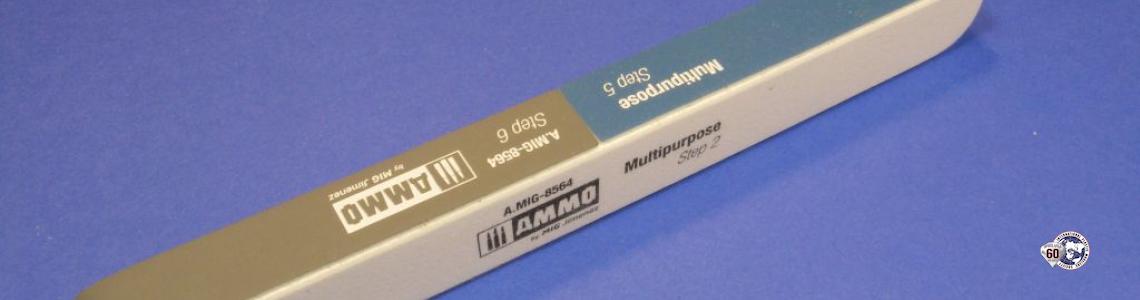 Multipurpose
Step 5
A.MIG-8564
Step 6
AMMO
by MIG Jimenez
Multipurpose
Step 2
A.MIG-8564
AMMO
by MIG Jimenez
60